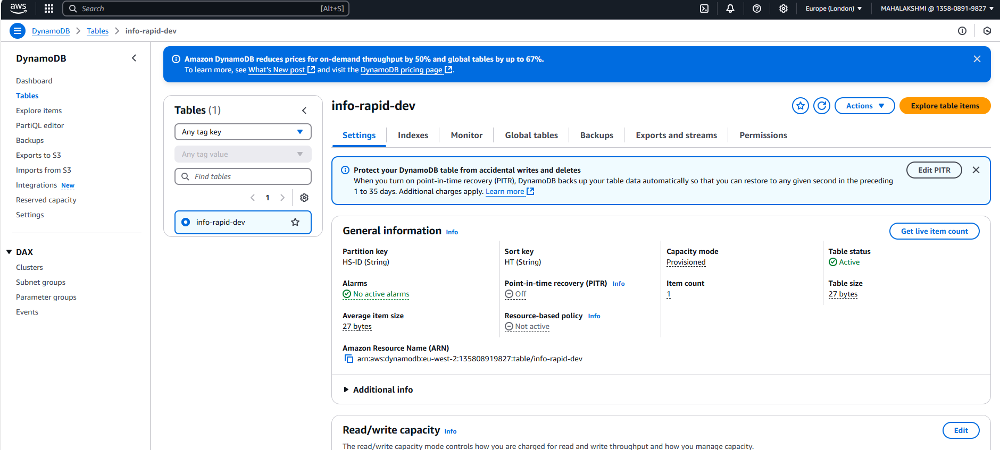 aws
Search [Alt+S]
Europe (London) ▼
MAHALAKSHMI @ 1358-0891-9827 ▼
DynamoDB > Tables > info-rapid-dev
DynamoDB
Dashboard
Tables
Explore items
PartiQL editor
Backups
Exports to S3
Imports from S3
Integrations New
Reserved capacity
Settings
DAX
Clusters
Subnet groups
Parameter groups
Events
Amazon DynamoDB reduces prices for on-demand throughput by 50% and global tables by up to 67%.
To learn more, see What's New post and visit the DynamoDB pricing page.
Tables (1)
Any tag key
Any tag value
Find tables
1
info-rapid-dev
info-rapid-dev
Actions
Explore table items
Settings
Indexes
Monitor
Global tables
Backups
Exports and streams
Permissions
Protect your DynamoDB table from accidental writes and deletes
When you turn on point-in-time recovery (PITR), DynamoDB backs up your table data automatically so that you can restore to any given second in the preceding
1 to 35 days. Additional charges apply. Learn more
Edit PITR
General information Info
Get live item count
Partition key
HS-ID (String)
Sort key
HT (String)
Capacity mode
Provisioned
Table status
Active
Alarms
No active alarms
Point-in-time recovery (PITR) Info
Off
Item count
1
Table size
27 bytes
Average item size
27 bytes
Resource-based policy Info
Not active
Amazon Resource Name (ARN)
arn:aws:dynamodb:eu-west-2:135808919827:table/info-rapid-dev
Additional info
Read/write capacity Info
Edit
The read/write capacity mode controls how you are charged for read and write throughput and how you manage capacity.